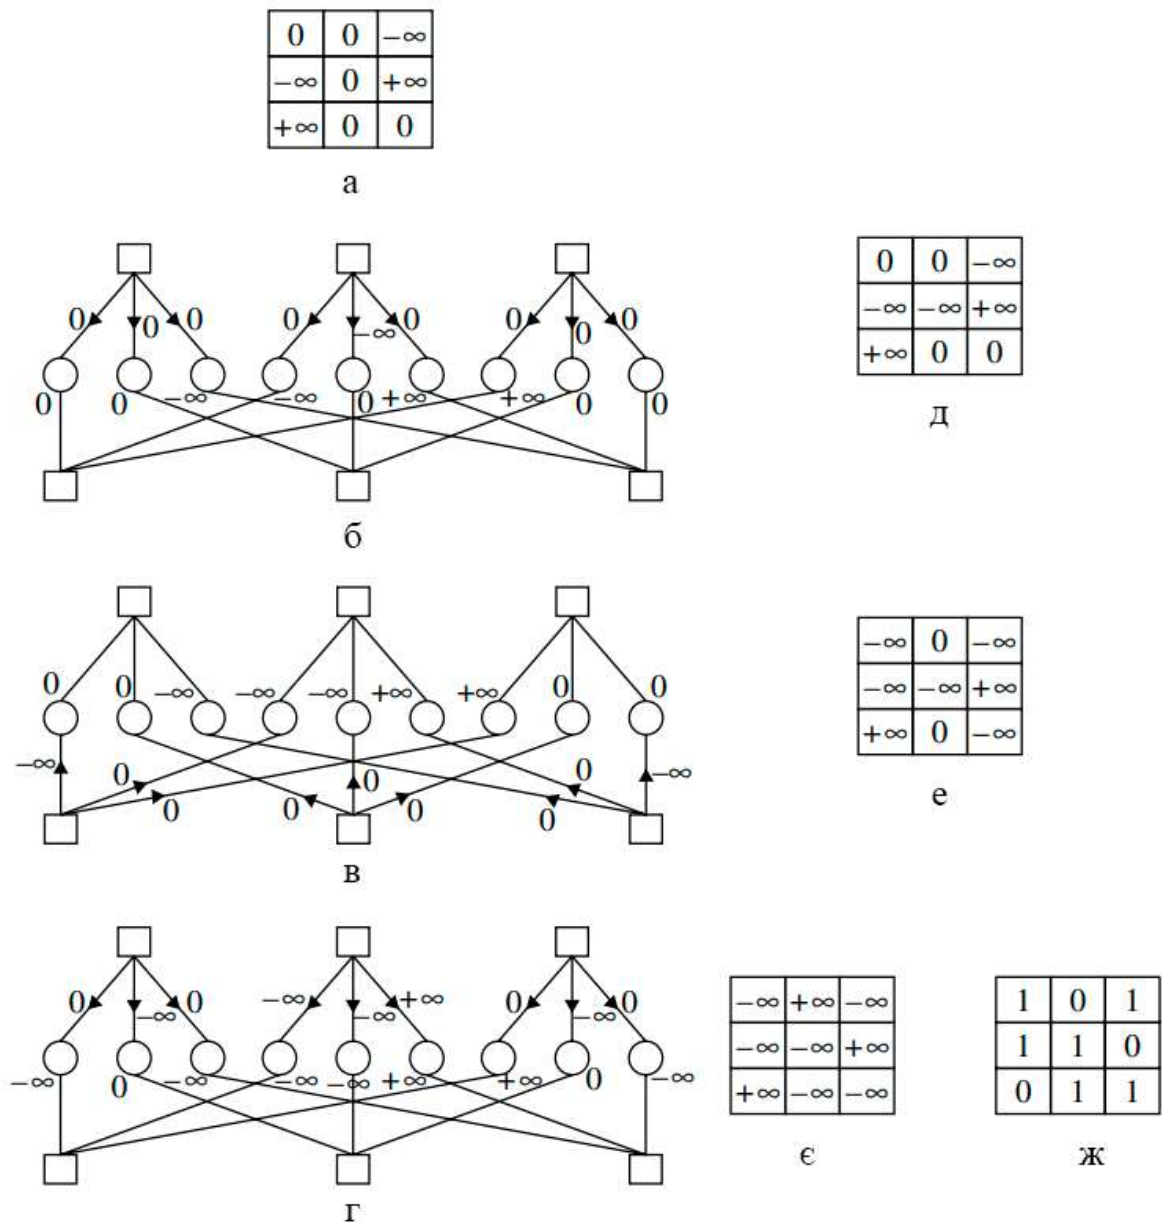 0 0 −∞
−∞ 0 +∞
+∞ 0 0
а
0 0 0 0 −∞ 0 0 0 0
0 0 −∞ −∞ 0 +∞ +∞ 0 0
б
0 0 −∞
−∞ −∞ +∞
+∞ 0 0
д
0 0 −∞ −∞ −∞ +∞ +∞ 0 0
−∞ 0 0 0 0 0 0 0 −∞
в
−∞ 0 −∞
−∞ −∞ +∞
+∞ 0 −∞
е
0 −∞ 0 −∞ −∞ +∞ 0 −∞ 0
−∞ 0 −∞ −∞ −∞ +∞ +∞ 0 −∞
г
−∞ +∞ −∞
−∞ −∞ +∞
+∞ −∞ −∞
є
1 0 1
1 1 0
0 1 1
ж